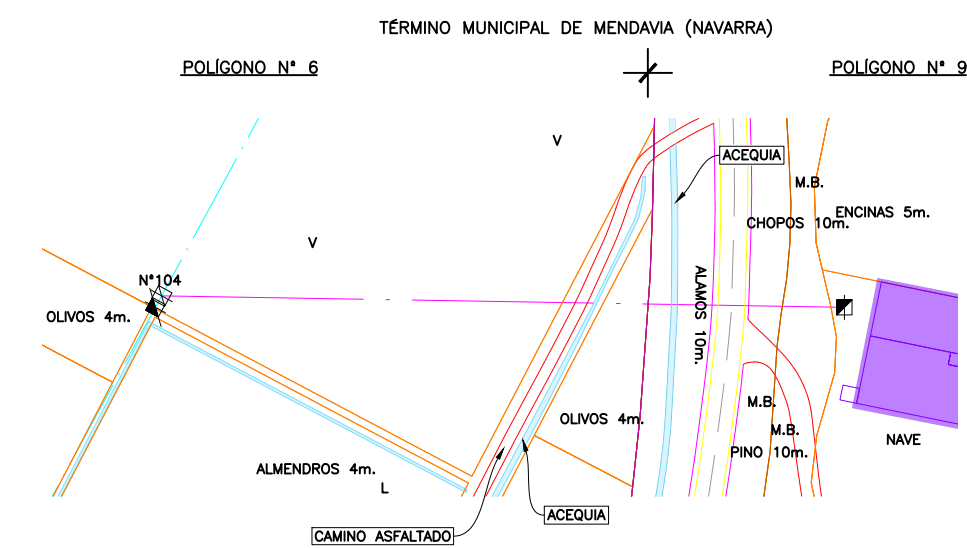 TÉRMINO MUNICIPAL DE MENDAVIA (NAVARRA)
POLÍGONO Nº 6
POLÍGONO Nº 9
V
ACEQUIA
M.B.
ENCINAS 5m.
CHOPOS 10m.
V
Nº104
OLIVOS 4m.
ALAMOS 10m.
M.B.
OLIVOS 4m.
M.B.
NAVE
PINO 10m.
ALMENDROS 4m.
L
ACEQUIA
CAMINO ASFALTADO